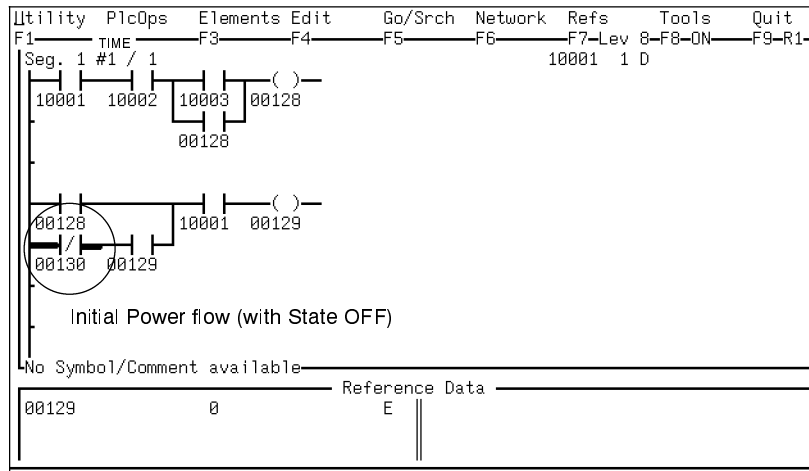 Utility PlcOps Elements Edit Go/Srch Network Refs Tools Quit
F1 TIME F3 F4 F5 F6 F7-Lev 8-F8-ON F9-R1-
Seg. 1 #1 / 1 10001 1 D
( )
10001 10002 10003 00128
00128
( )
00128 10001 00129
/
00130 00129
Initial Power flow (with State OFF)
No Symbol/Comment available
Reference Data
00129 0 E